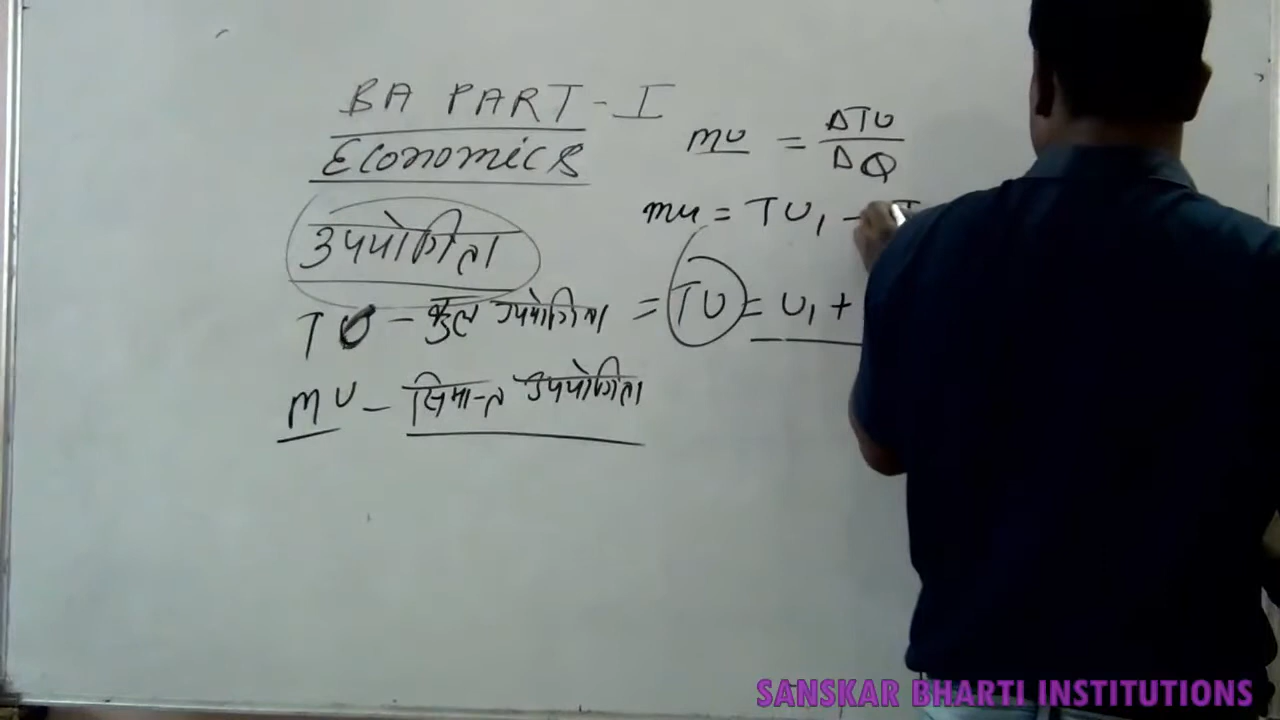 BA PART - I
Economics
उपयोगिता
TU - कुल उपयोगिता = TU = U₁ +
MU - सिमान्त उपयोगिता
MU = ΔTU / ΔQ
MU = TU₁ -
SANSKAR BHARTI INSTITUTIONS